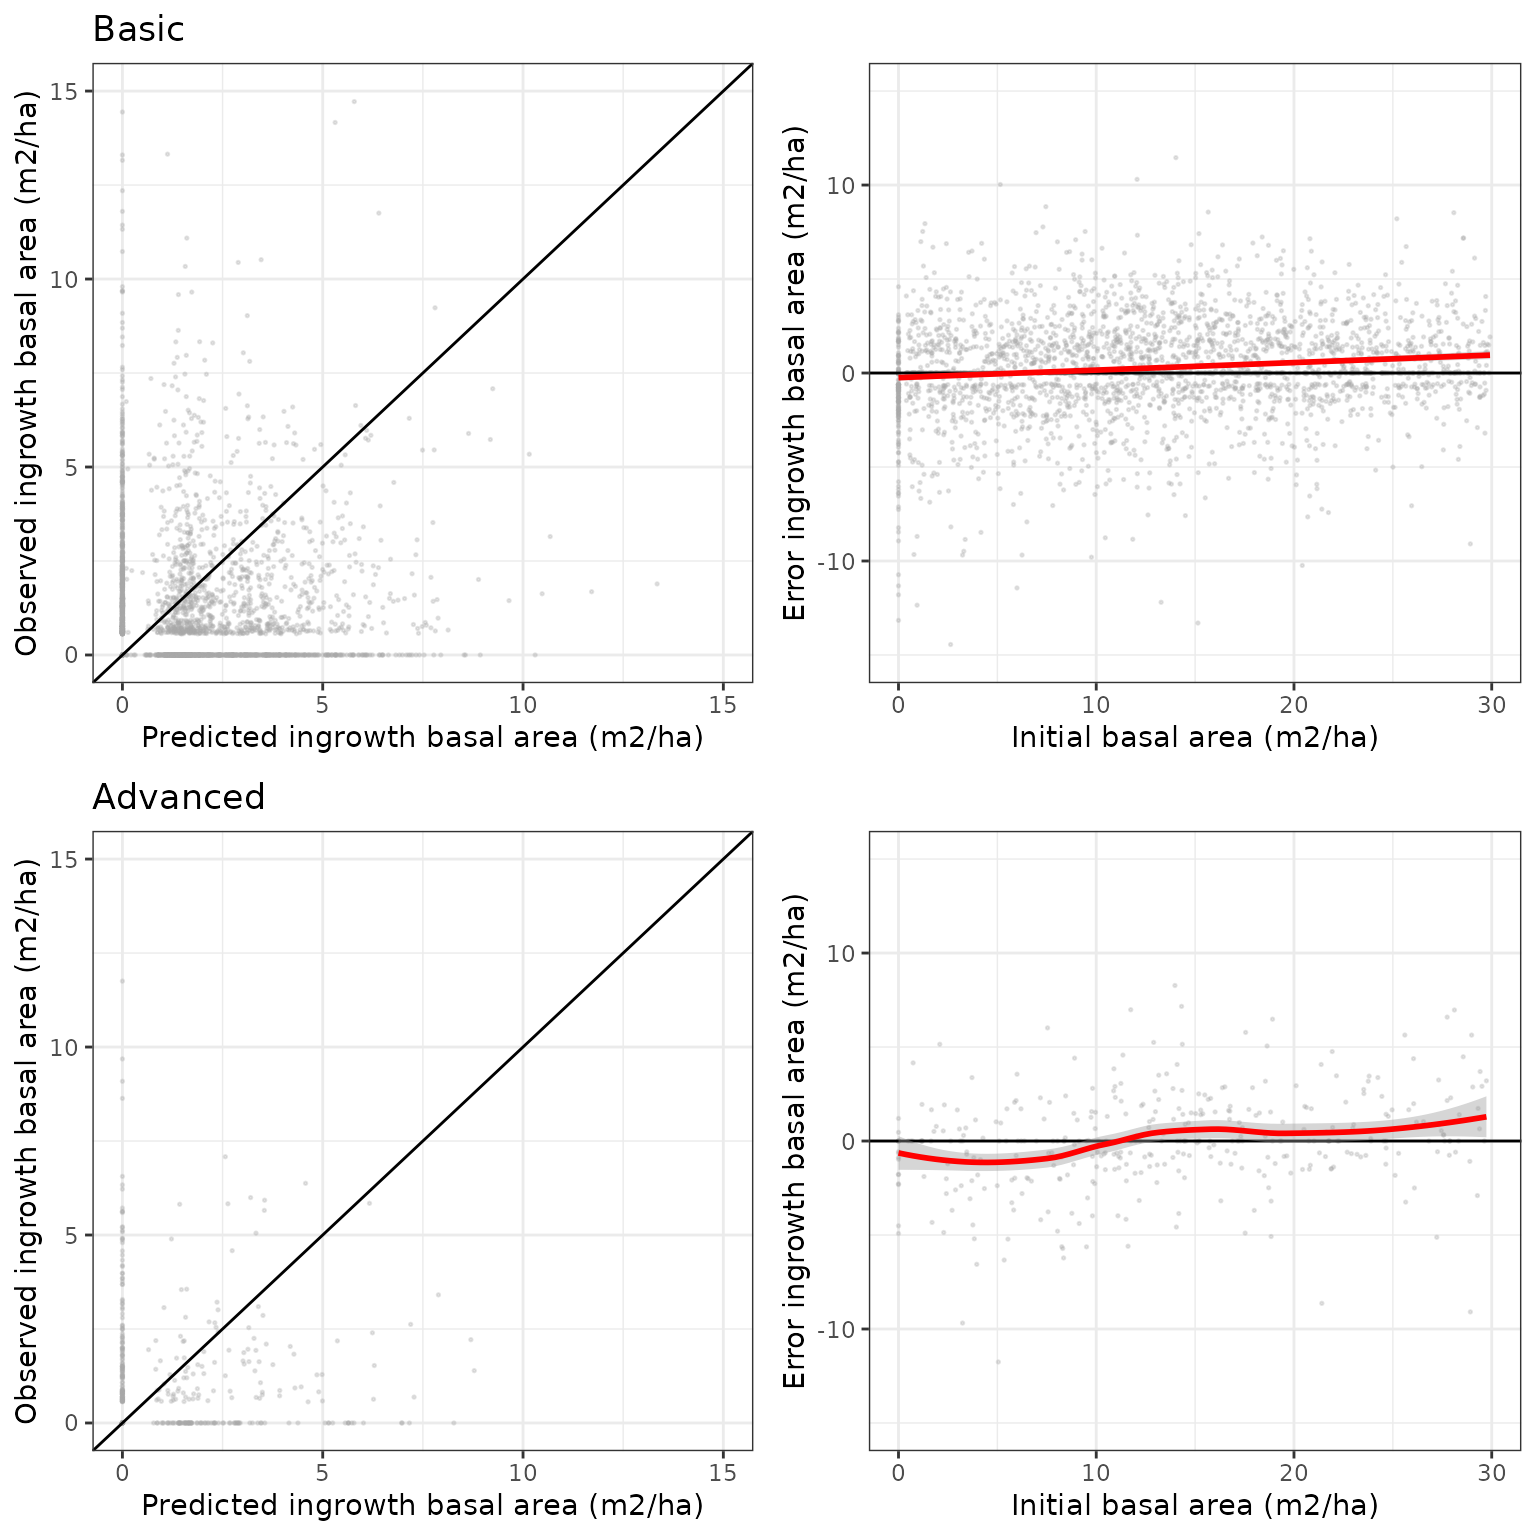 Basic
Observed ingrowth basal area (m2/ha)
15
10
5
0
0 5 10 15
Predicted ingrowth basal area (m2/ha)
Error ingrowth basal area (m2/ha)
10
0
-10
0 10 20 30
Initial basal area (m2/ha)
Advanced
Observed ingrowth basal area (m2/ha)
15
10
5
0
0 5 10 15
Predicted ingrowth basal area (m2/ha)
Error ingrowth basal area (m2/ha)
10
0
-10
0 10 20 30
Initial basal area (m2/ha)